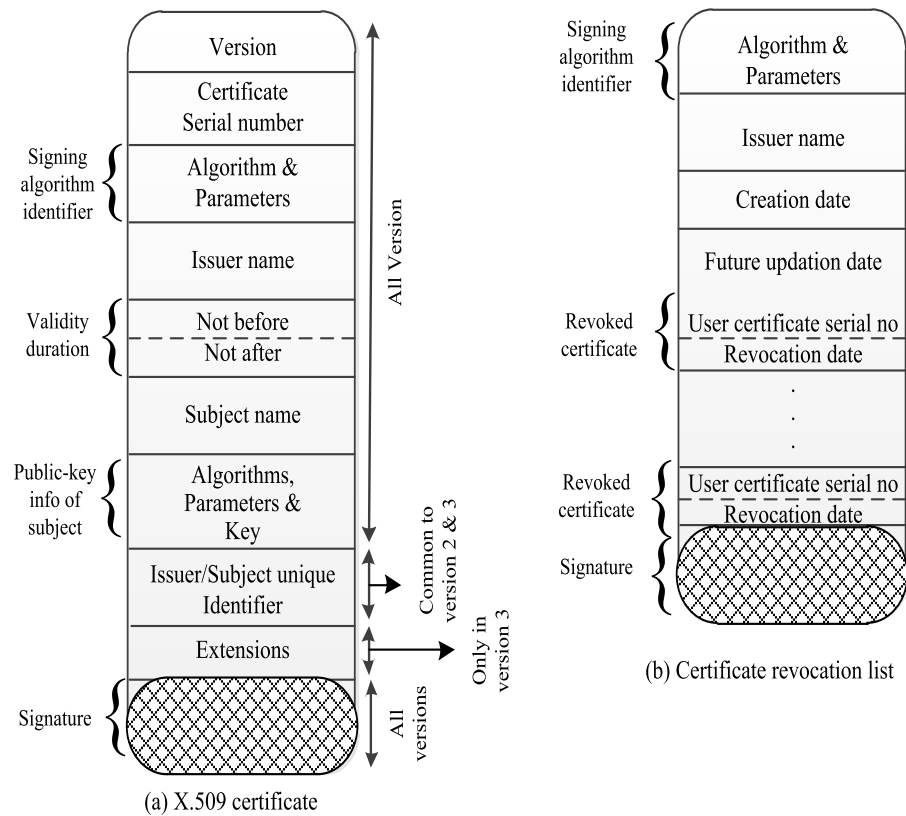 Version
Certificate
Serial number
Signing
algorithm
identifier
Algorithm &
Parameters
Issuer name
Validity
duration
Not before
Not after
Subject name
Public-key
info of
subject
Algorithms,
Parameters &
Key
Issuer/Subject unique
Identifier
Extensions
Signature
All Version
Common to
version 2 & 3
Only in
version 3
All
versions
(a) X.509 certificate
Signing
algorithm
identifier
Algorithm &
Parameters
Issuer name
Creation date
Future updation date
Revoked
certificate
User certificate serial no
Revocation date
.
.
.
Revoked
certificate
User certificate serial no
Revocation date
Signature
(b) Certificate revocation list